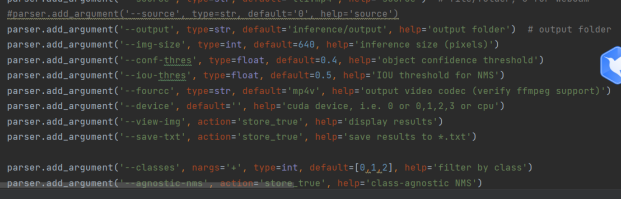 #parser.add_argument('--source', type=str, default='0', help='source')
parser.add_argument('--output', type=str, default='inference/output', help='output folder')  # output folder
parser.add_argument('--img-size', type=int, default=640, help='inference size (pixels)')
parser.add_argument('--conf-thres', type=float, default=0.4, help='object confidence threshold')
parser.add_argument('--iou-thres', type=float, default=0.5, help='IOU threshold for NMS')
parser.add_argument('--fourcc', type=str, default='mp4v', help='output video codec (verify ffmpeg support)')
parser.add_argument('--device', default='', help='cuda device, i.e. 0 or 0,1,2,3 or cpu')
parser.add_argument('--view-img', action='store_true', help='display results')
parser.add_argument('--save-txt', action='store_true', help='save results to *.txt')
parser.add_argument('--classes', nargs='+', type=int, default=[0,1,2], help='filter by class')
parser.add_argument('--agnostic-nms', action='store_true', help='class-agnostic NMS')